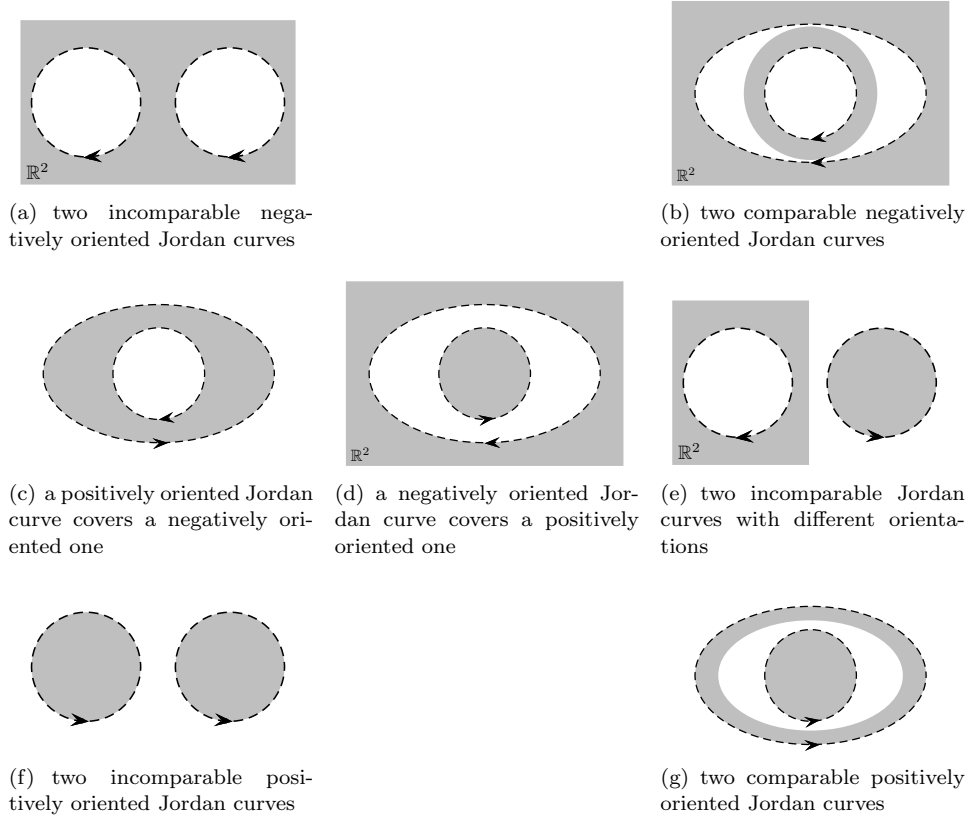 ℝ²
(a) two incomparable nega-
tively oriented Jordan curves
ℝ²
(b) two comparable negatively
oriented Jordan curves
(c) a positively oriented Jordan
curve covers a negatively ori-
ented one
ℝ²
(d) a negatively oriented Jor-
dan curve covers a positively
oriented one
ℝ²
(e) two incomparable Jordan
curves with different orienta-
tions
(f) two incomparable posi-
tively oriented Jordan curves
(g) two comparable positively
oriented Jordan curves